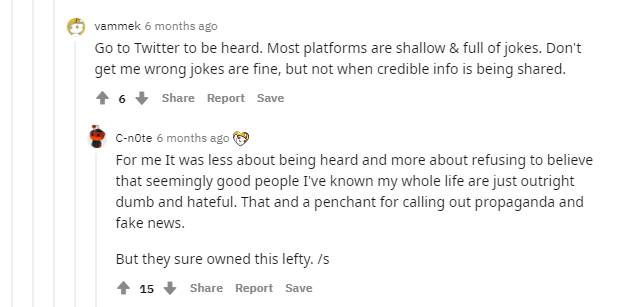 vammek 6 months ago
Go to Twitter to be heard. Most platforms are shallow & full of jokes. Don't
get me wrong jokes are fine, but not when credible info is being shared.
6 Share Report Save
C-n0te 6 months ago
For me It was less about being heard and more about refusing to believe
that seemingly good people I've known my whole life are just outright
dumb and hateful. That and a penchant for calling out propaganda and
fake news.
But they sure owned this lefty. /s
15 Share Report Save